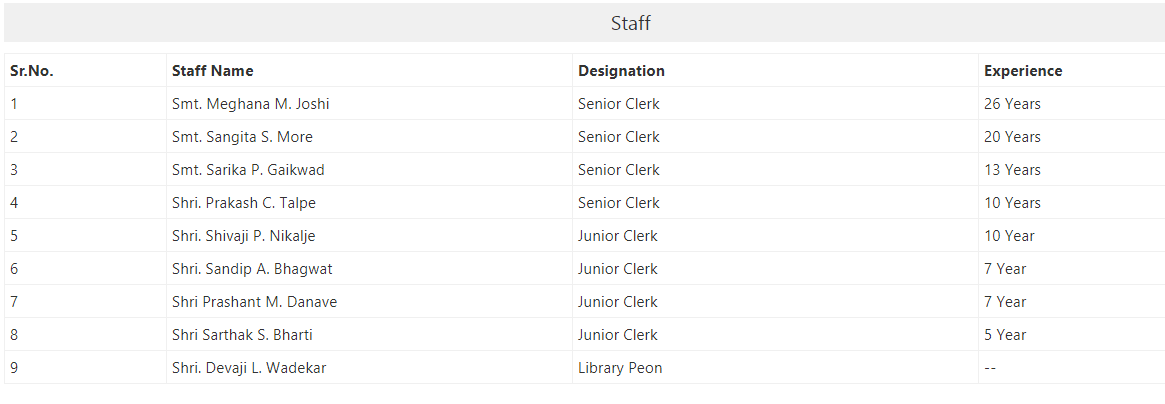 Staff
Sr.No. Staff Name Designation Experience
1 Smt. Meghana M. Joshi Senior Clerk 26 Years
2 Smt. Sangita S. More Senior Clerk 20 Years
3 Smt. Sarika P. Gaikwad Senior Clerk 13 Years
4 Shri. Prakash C. Talpe Senior Clerk 10 Years
5 Shri. Shivaji P. Nikalje Junior Clerk 10 Year
6 Shri. Sandip A. Bhagwat Junior Clerk 7 Year
7 Shri Prashant M. Danave Junior Clerk 7 Year
8 Shri Sarthak S. Bharti Junior Clerk 5 Year
9 Shri. Devaji L. Wadekar Library Peon --